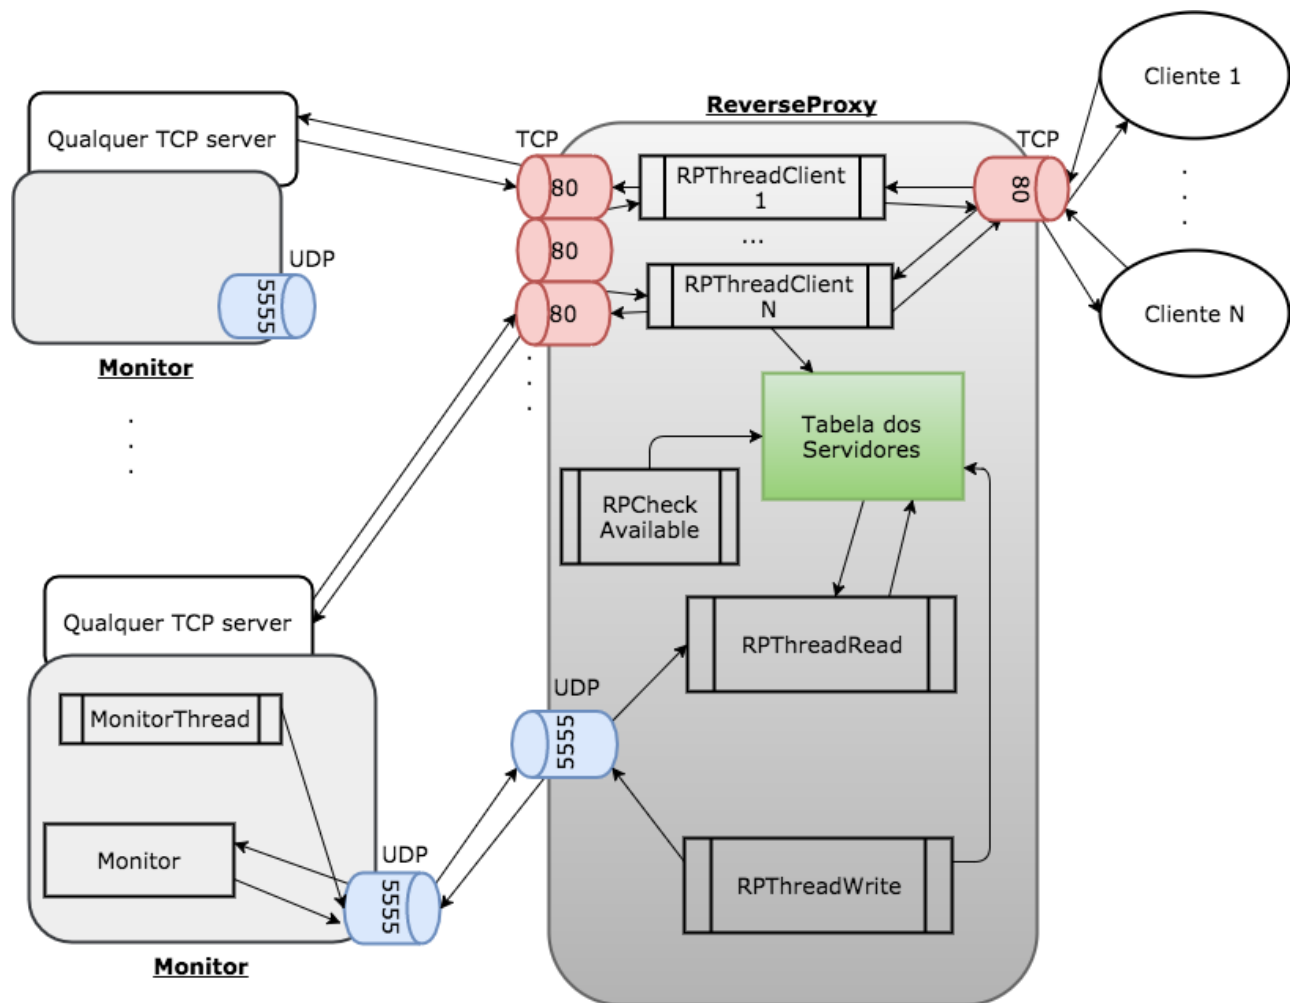 Cliente 1
ReverseProxy
Qualquer TCP server
TCP
TCP
80
RPThreadClient
1
80
...
80
UDP
5555
RPThreadClient
N
80
Cliente N
Monitor
Tabela dos
Servidores
RPCheck
Available
Qualquer TCP server
RPThreadRead
MonitorThread
UDP
5555
Monitor
UDP
5555
RPThreadWrite
Monitor